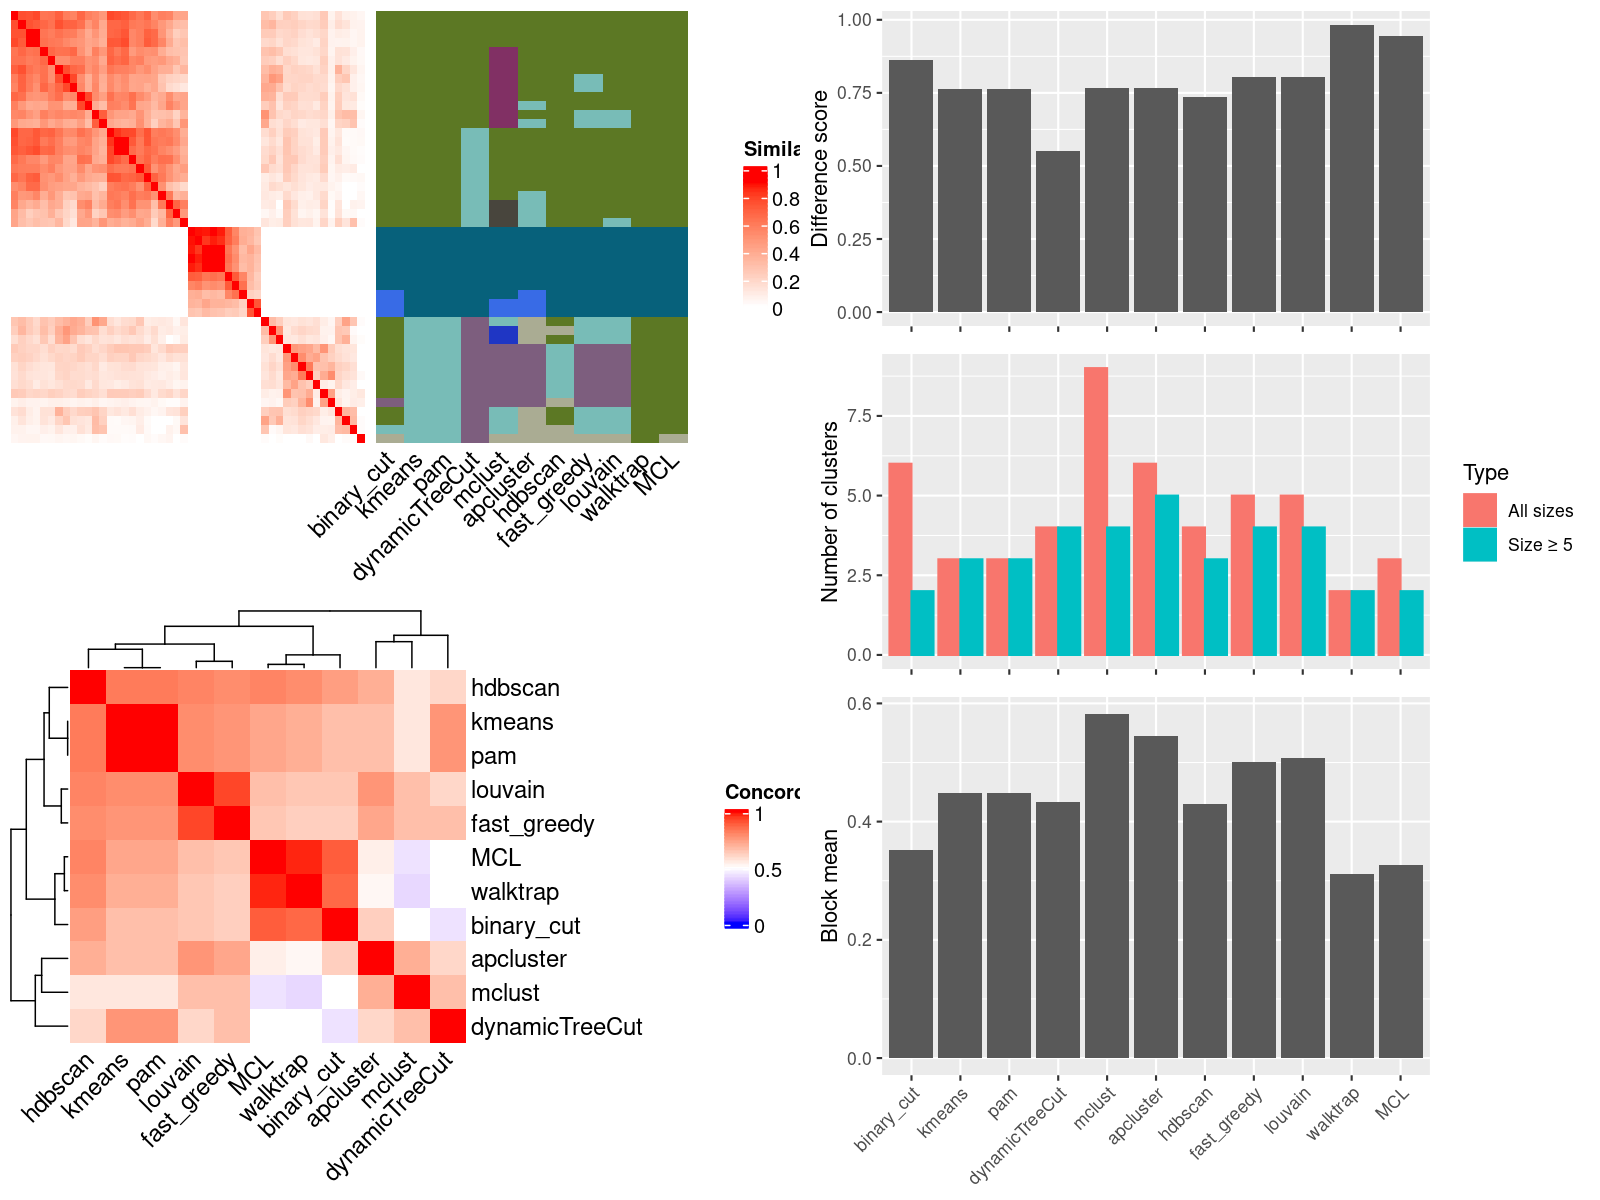 Simila
1
0.8
0.6
0.4
0.2
0
binary_cut
kmeans
pam
dynamicTreeCut
mclust
apcluster
hdbscan
fast_greedy
louvain
walktrap
MCL
hdbscan
kmeans
pam
louvain
fast_greedy
MCL
walktrap
binary_cut
apcluster
mclust
dynamicTreeCut
Concord
1
0.5
0
hdbscan
kmeans
pam
louvain
fast_greedy
MCL
walktrap
binary_cut
apcluster
mclust
dynamicTreeCut
Difference score
1.00
0.75
0.50
0.25
0.00
Number of clusters
7.5
5.0
2.5
0.0
Type
All sizes
Size ≥ 5
Block mean
0.6
0.4
0.2
0.0
binary_cut
kmeans
pam
dynamicTreeCut
mclust
apcluster
hdbscan
fast_greedy
louvain
walktrap
MCL